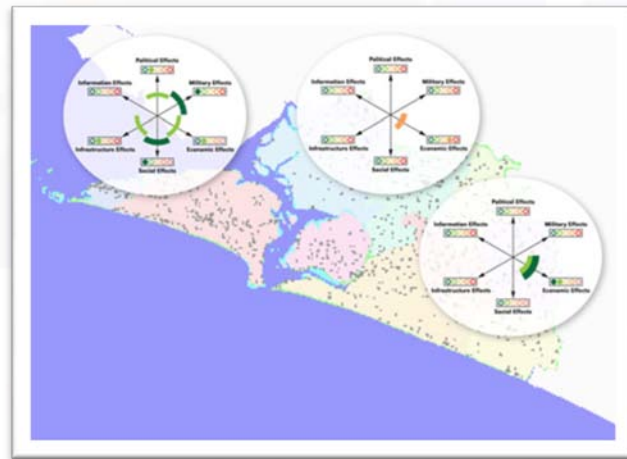 Political Effects
Information Effects
Military Effects
Infrastructure Effects
Economic Effects
Social Effects
Political Effects
Information Effects
Military Effects
Infrastructure Effects
Economic Effects
Social Effects
Political Effects
Information Effects
Military Effects
Infrastructure Effects
Economic Effects
Social Effects